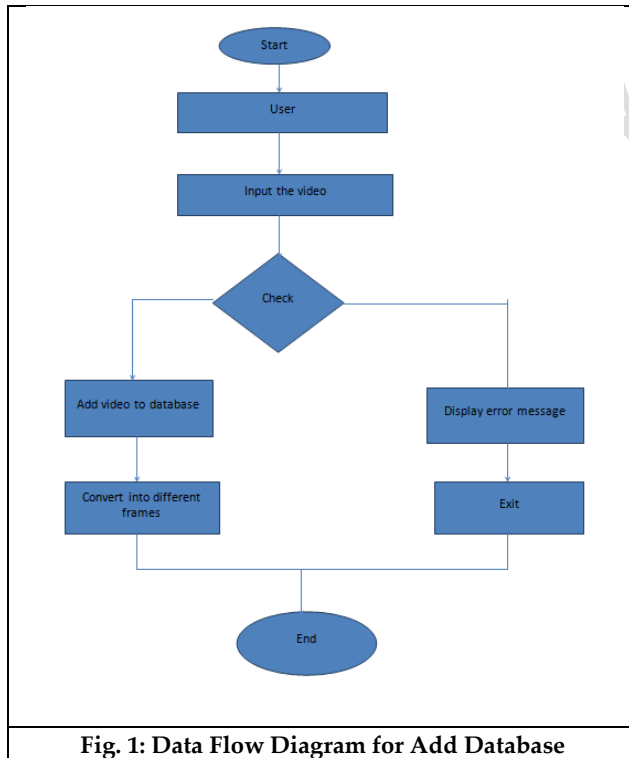 Start
User
Input the video
Check
Add video to database
Display error message
Convert into different
frames
Exit
End
Fig. 1: Data Flow Diagram for Add Database